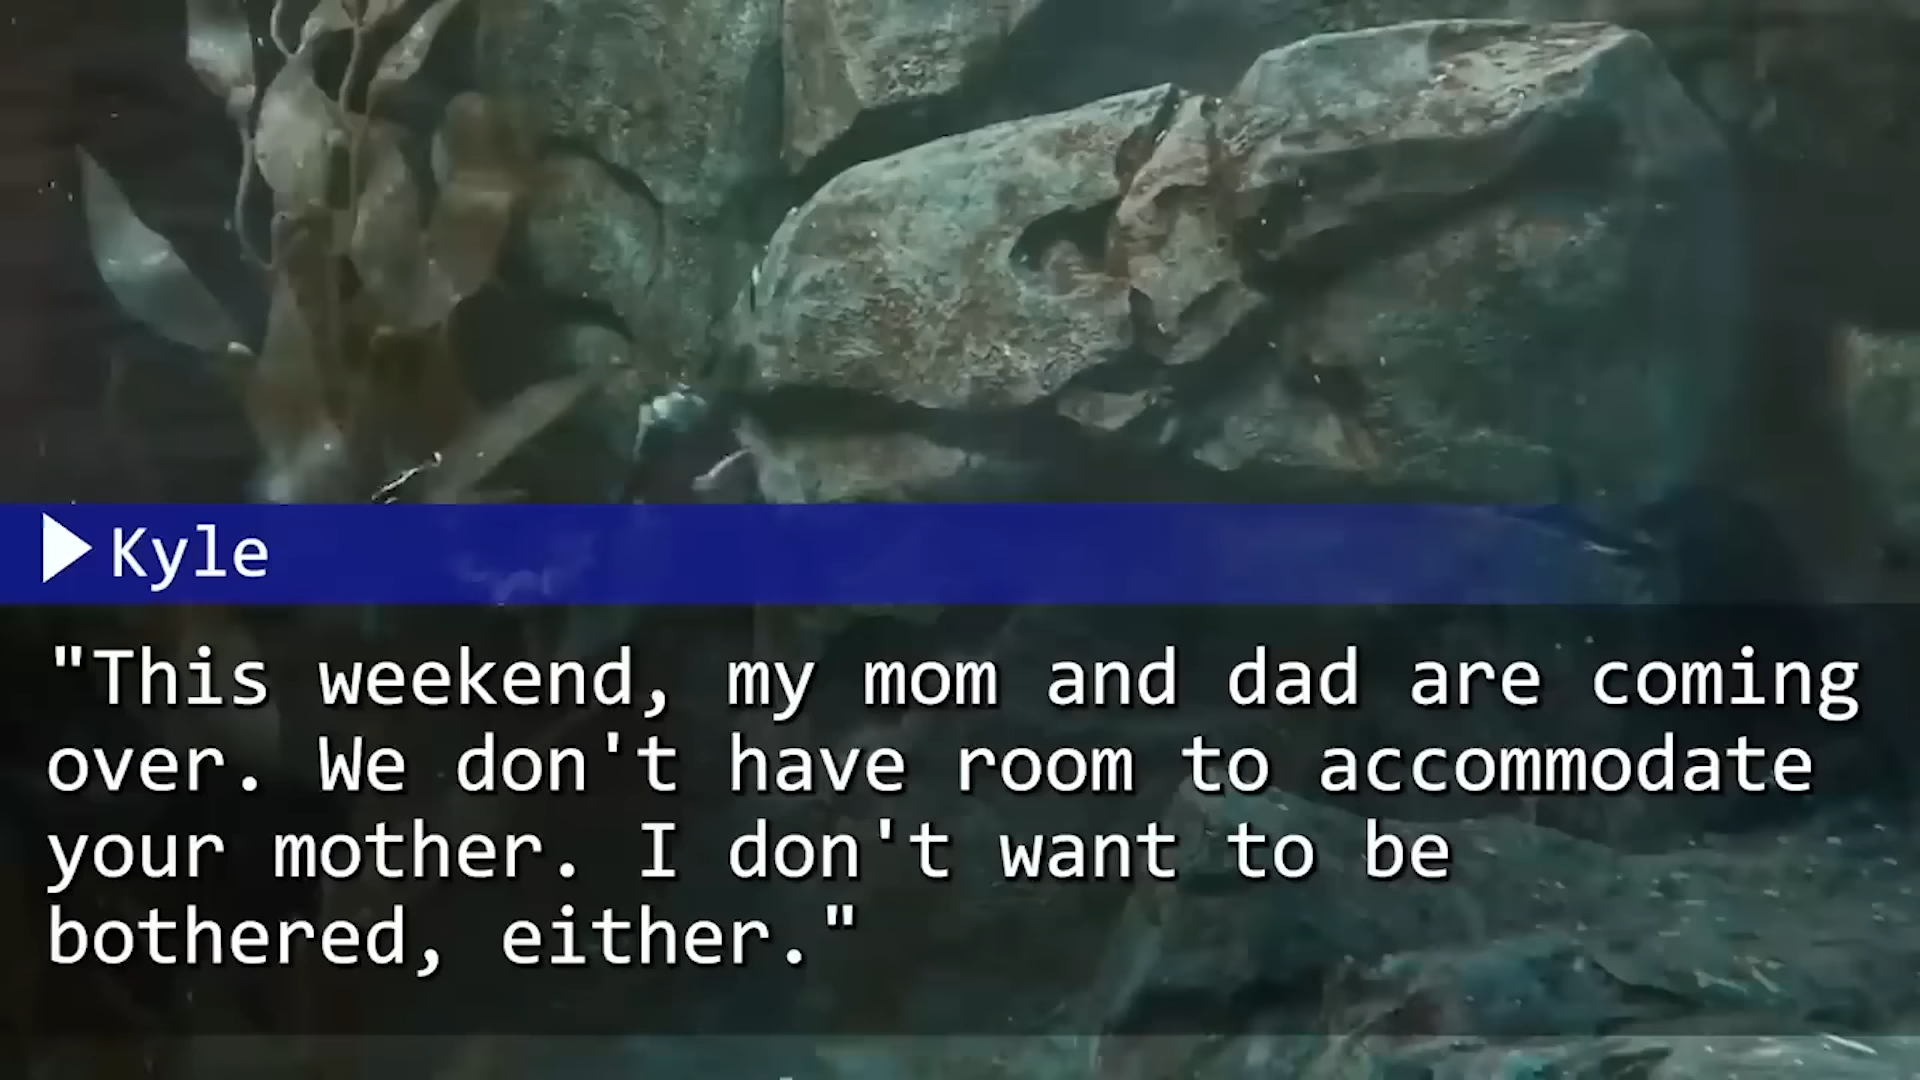 Kyle
"This weekend, my mom and dad are coming
over. We don't have room to accommodate
your mother. I don't want to be
bothered, either."